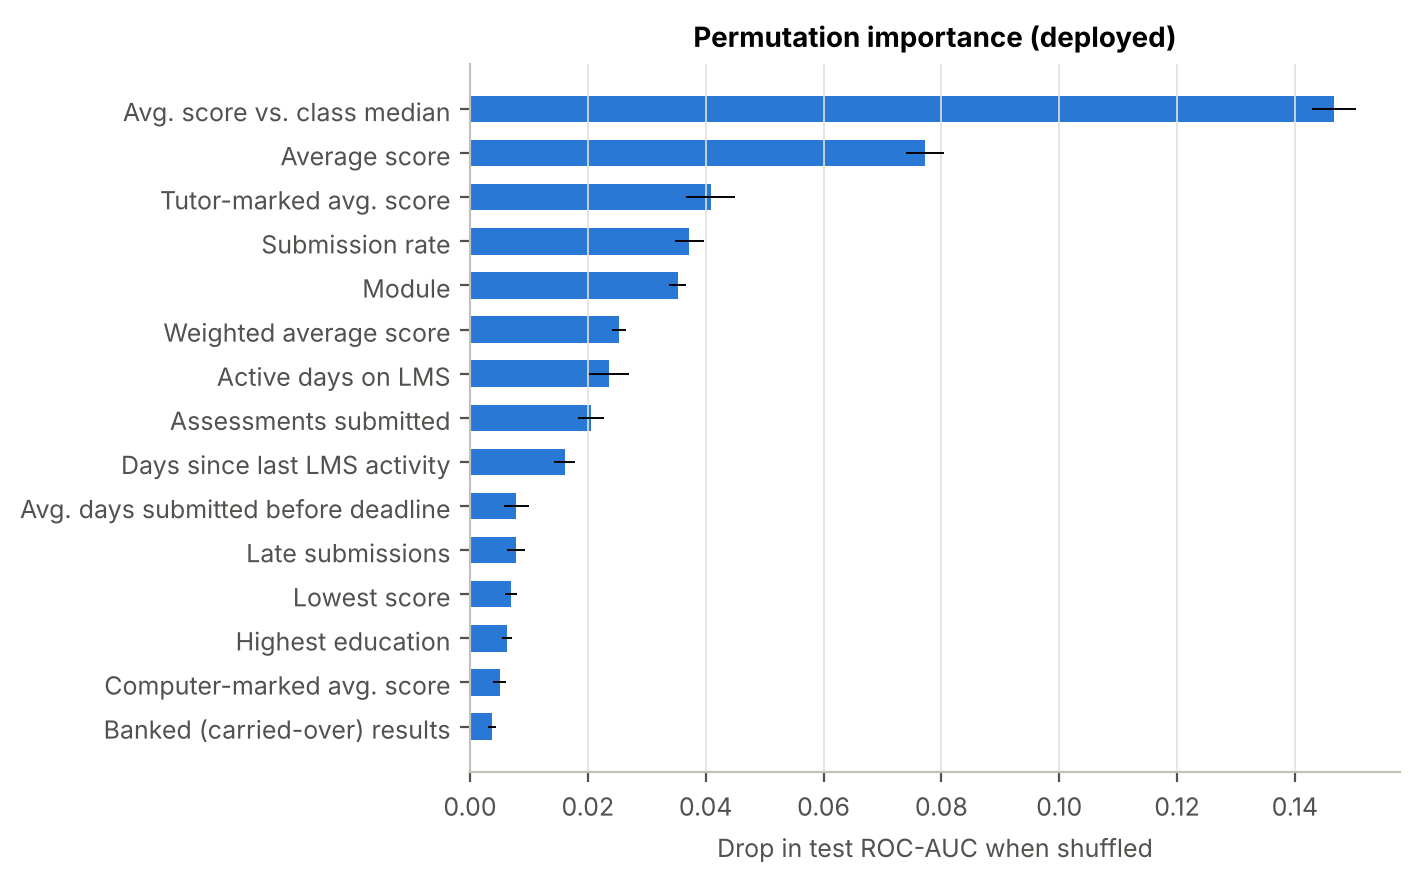 Permutation importance (deployed)
Avg. score vs. class median
Average score
Tutor-marked avg. score
Submission rate
Module
Weighted average score
Active days on LMS
Assessments submitted
Days since last LMS activity
Avg. days submitted before deadline
Late submissions
Lowest score
Highest education
Computer-marked avg. score
Banked (carried-over) results
0.00 0.02 0.04 0.06 0.08 0.10 0.12 0.14
Drop in test ROC-AUC when shuffled